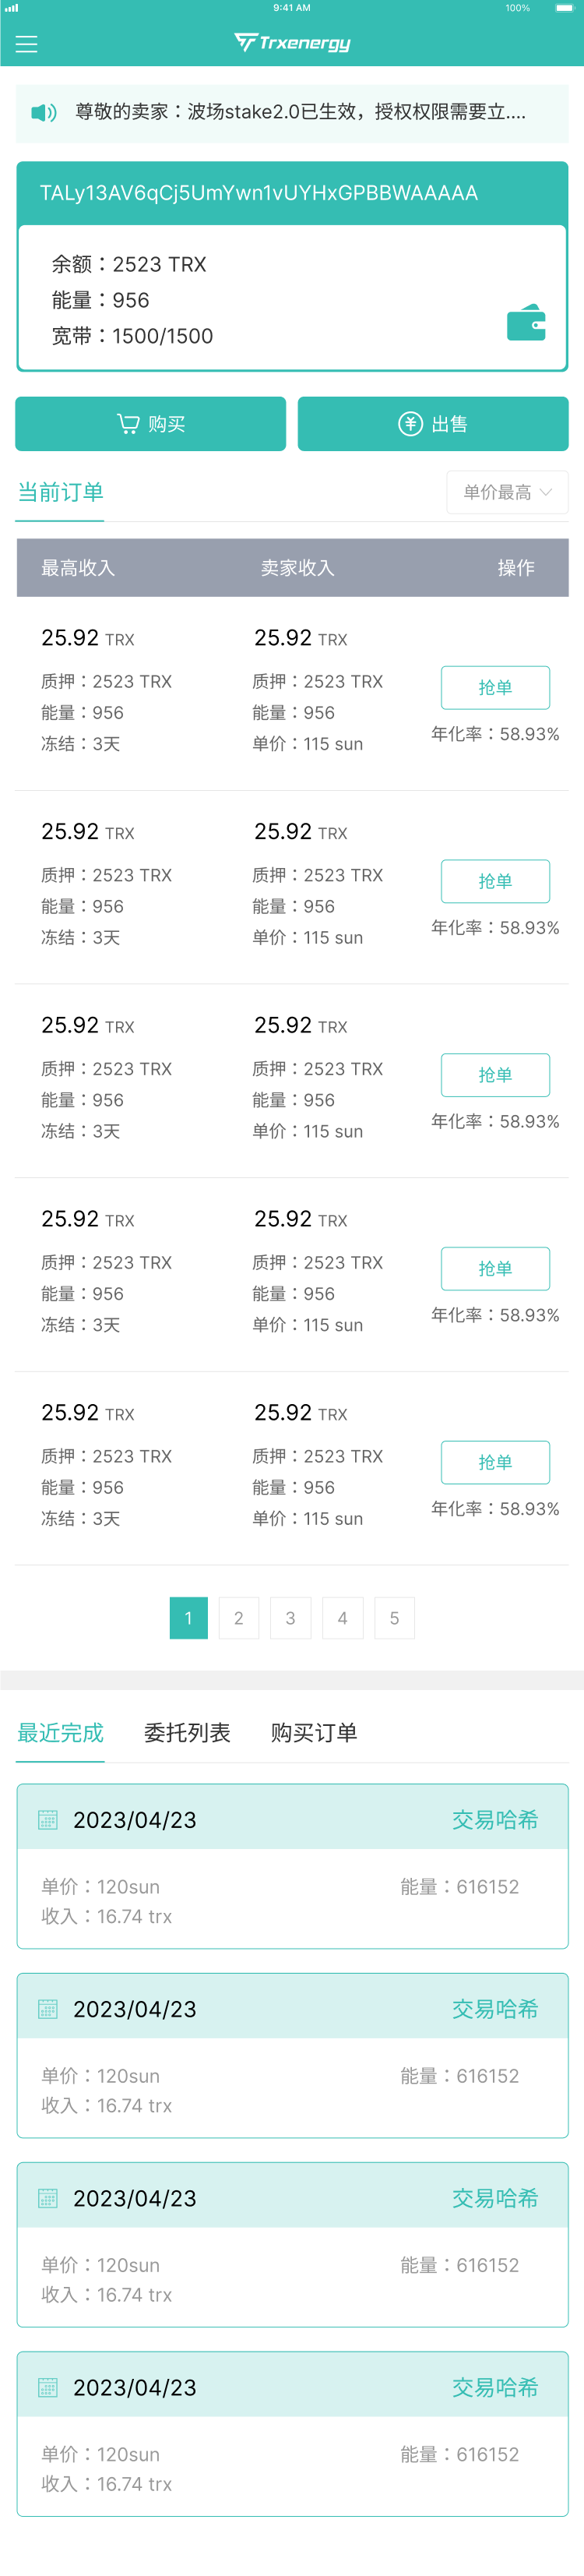 9:41 AM
100%
Trxenergy
尊敬的卖家：波场stake2.0已生效，授权权限需要立....
TALy13AV6qCj5UmYwn1vUYHxGPBBWAAAAA
余额：2523 TRX
能量：956
宽带：1500/1500
购买
出售
当前订单
单价最高
最高收入 卖家收入 操作
25.92 TRX 25.92 TRX
质押：2523 TRX 质押：2523 TRX 抢单
能量：956 能量：956
冻结：3天 单价：115 sun 年化率：58.93%
25.92 TRX 25.92 TRX
质押：2523 TRX 质押：2523 TRX 抢单
能量：956 能量：956
冻结：3天 单价：115 sun 年化率：58.93%
25.92 TRX 25.92 TRX
质押：2523 TRX 质押：2523 TRX 抢单
能量：956 能量：956
冻结：3天 单价：115 sun 年化率：58.93%
25.92 TRX 25.92 TRX
质押：2523 TRX 质押：2523 TRX 抢单
能量：956 能量：956
冻结：3天 单价：115 sun 年化率：58.93%
25.92 TRX 25.92 TRX
质押：2523 TRX 质押：2523 TRX 抢单
能量：956 能量：956
冻结：3天 单价：115 sun 年化率：58.93%
1 2 3 4 5
最近完成 委托列表 购买订单
2023/04/23 交易哈希
单价：120sun 能量：616152
收入：16.74 trx
2023/04/23 交易哈希
单价：120sun 能量：616152
收入：16.74 trx
2023/04/23 交易哈希
单价：120sun 能量：616152
收入：16.74 trx
2023/04/23 交易哈希
单价：120sun 能量：616152
收入：16.74 trx